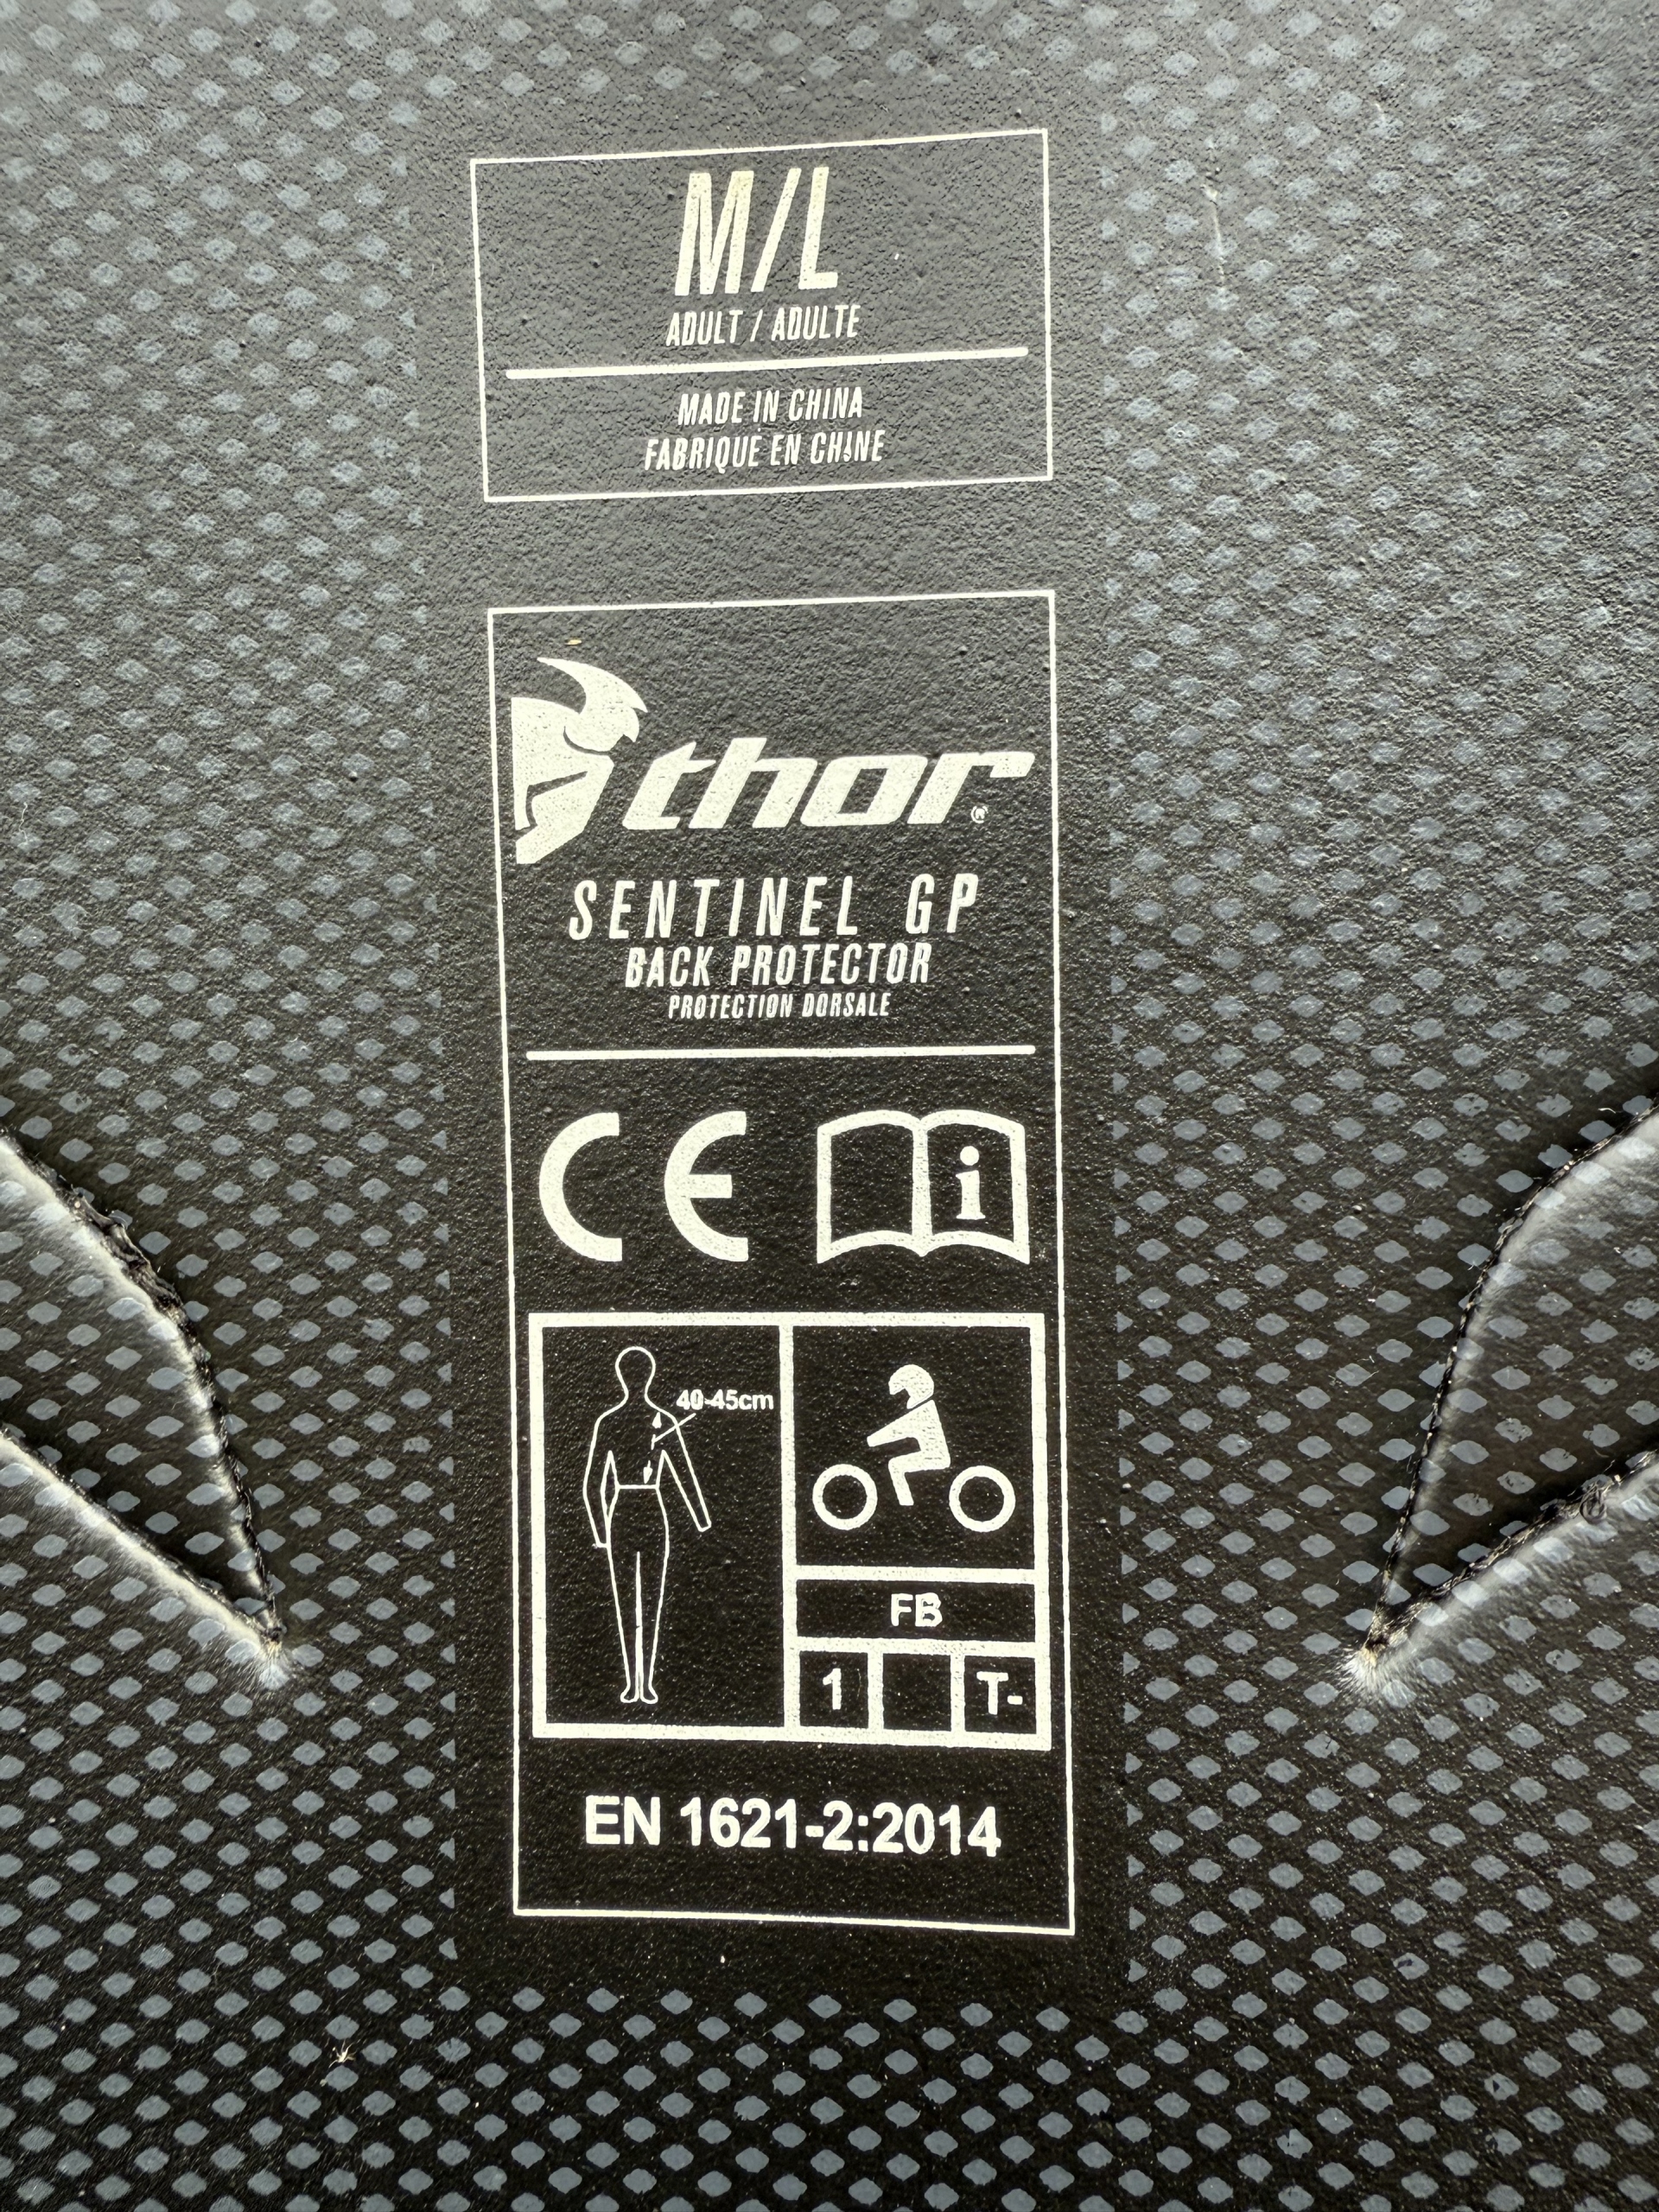 M/L
ADULT / ADULTE
MADE IN CHINA
FABRIQUE EN CHINE
thor®
SENTINEL GP
BACK PROTECTOR
PROTECTION DORSALE
CE i
40-45cm
FB
1 T-
EN 1621-2:2014